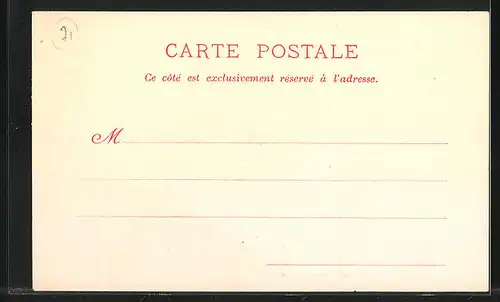 CARTE POSTALE
Ce côté est exclusivement réservé à l'adresse.
M